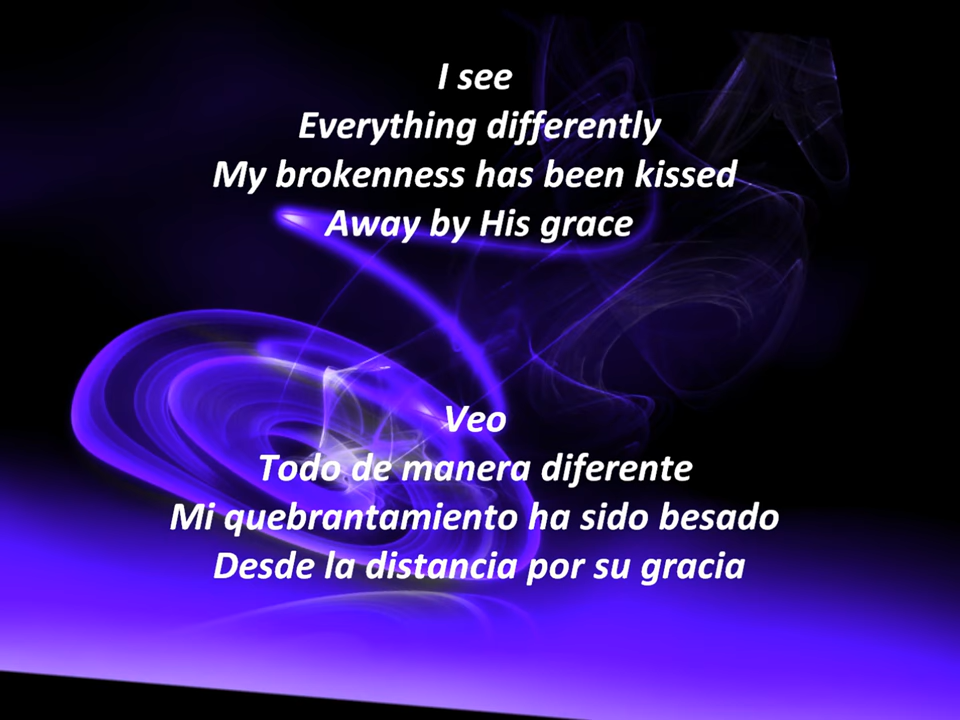 I see
Everything differently
My brokenness has been kissed
Away by His grace
Veo
Todo de manera diferente
Mi quebrantamiento ha sido besado
Desde la distancia por su gracia